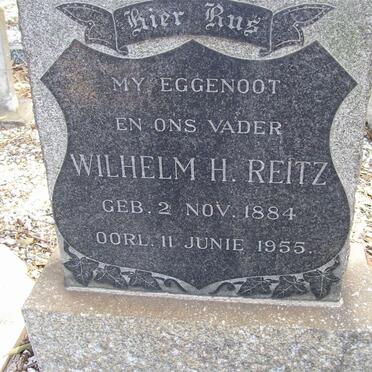 Hier Rus
MY EGGENOOT
EN ONS VADER
WILHELM H. REITZ
GEB. 2 NOV. 1884
OORL. 11 JUNIE 1955.